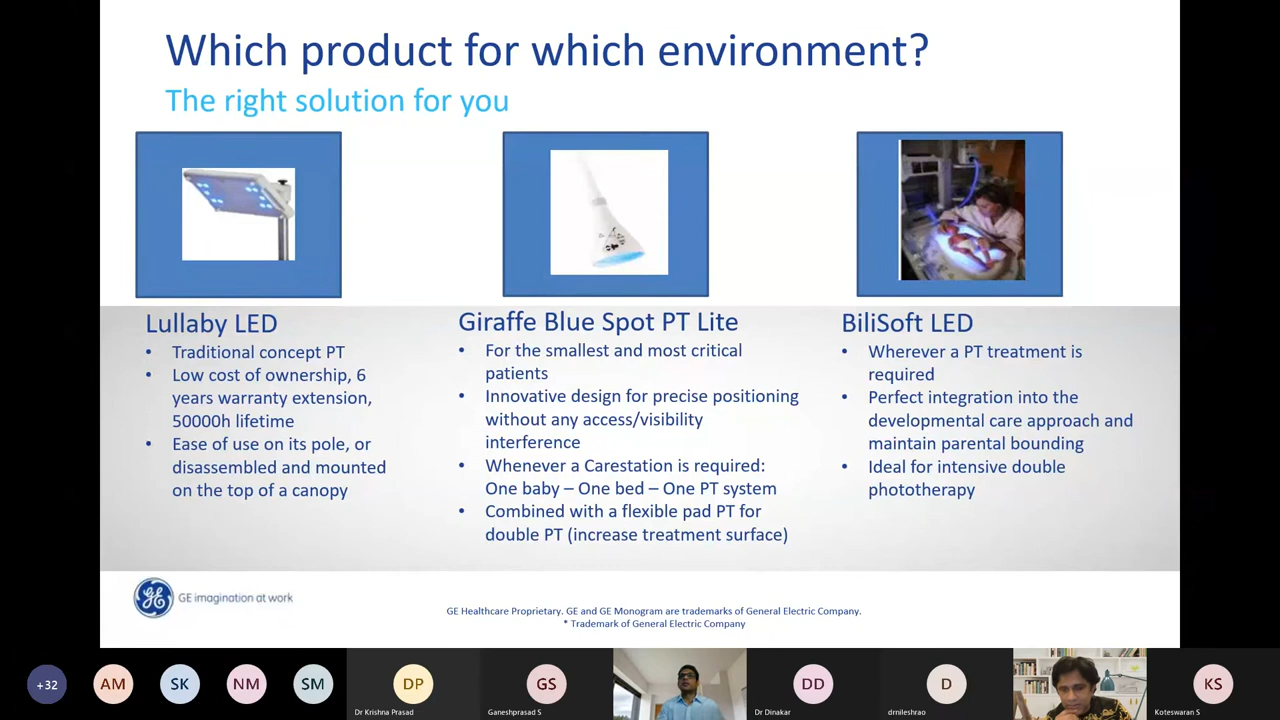 Which product for which environment?
The right solution for you
Lullaby LED
• Traditional concept PT
• Low cost of ownership, 6
years warranty extension,
50000h lifetime
• Ease of use on its pole, or
disassembled and mounted
on the top of a canopy
Giraffe Blue Spot PT Lite
• For the smallest and most critical
patients
• Innovative design for precise positioning
without any access/visibility
interference
• Whenever a Carestation is required:
One baby – One bed – One PT system
• Combined with a flexible pad PT for
double PT (increase treatment surface)
BiliSoft LED
• Wherever a PT treatment is
required
• Perfect integration into the
developmental care approach and
maintain parental bounding
• Ideal for intensive double
phototherapy
GE imagination at work
GE Healthcare Proprietary. GE and GE Monogram are trademarks of General Electric Company.
* Trademark of General Electric Company
+32
AM
SK
NM
SM
DP
Dr Krishna Prasad
GS
Ganeshprasad S
DD
Dr Dinakar
D
drnileshrao
KS
Koteswaran S